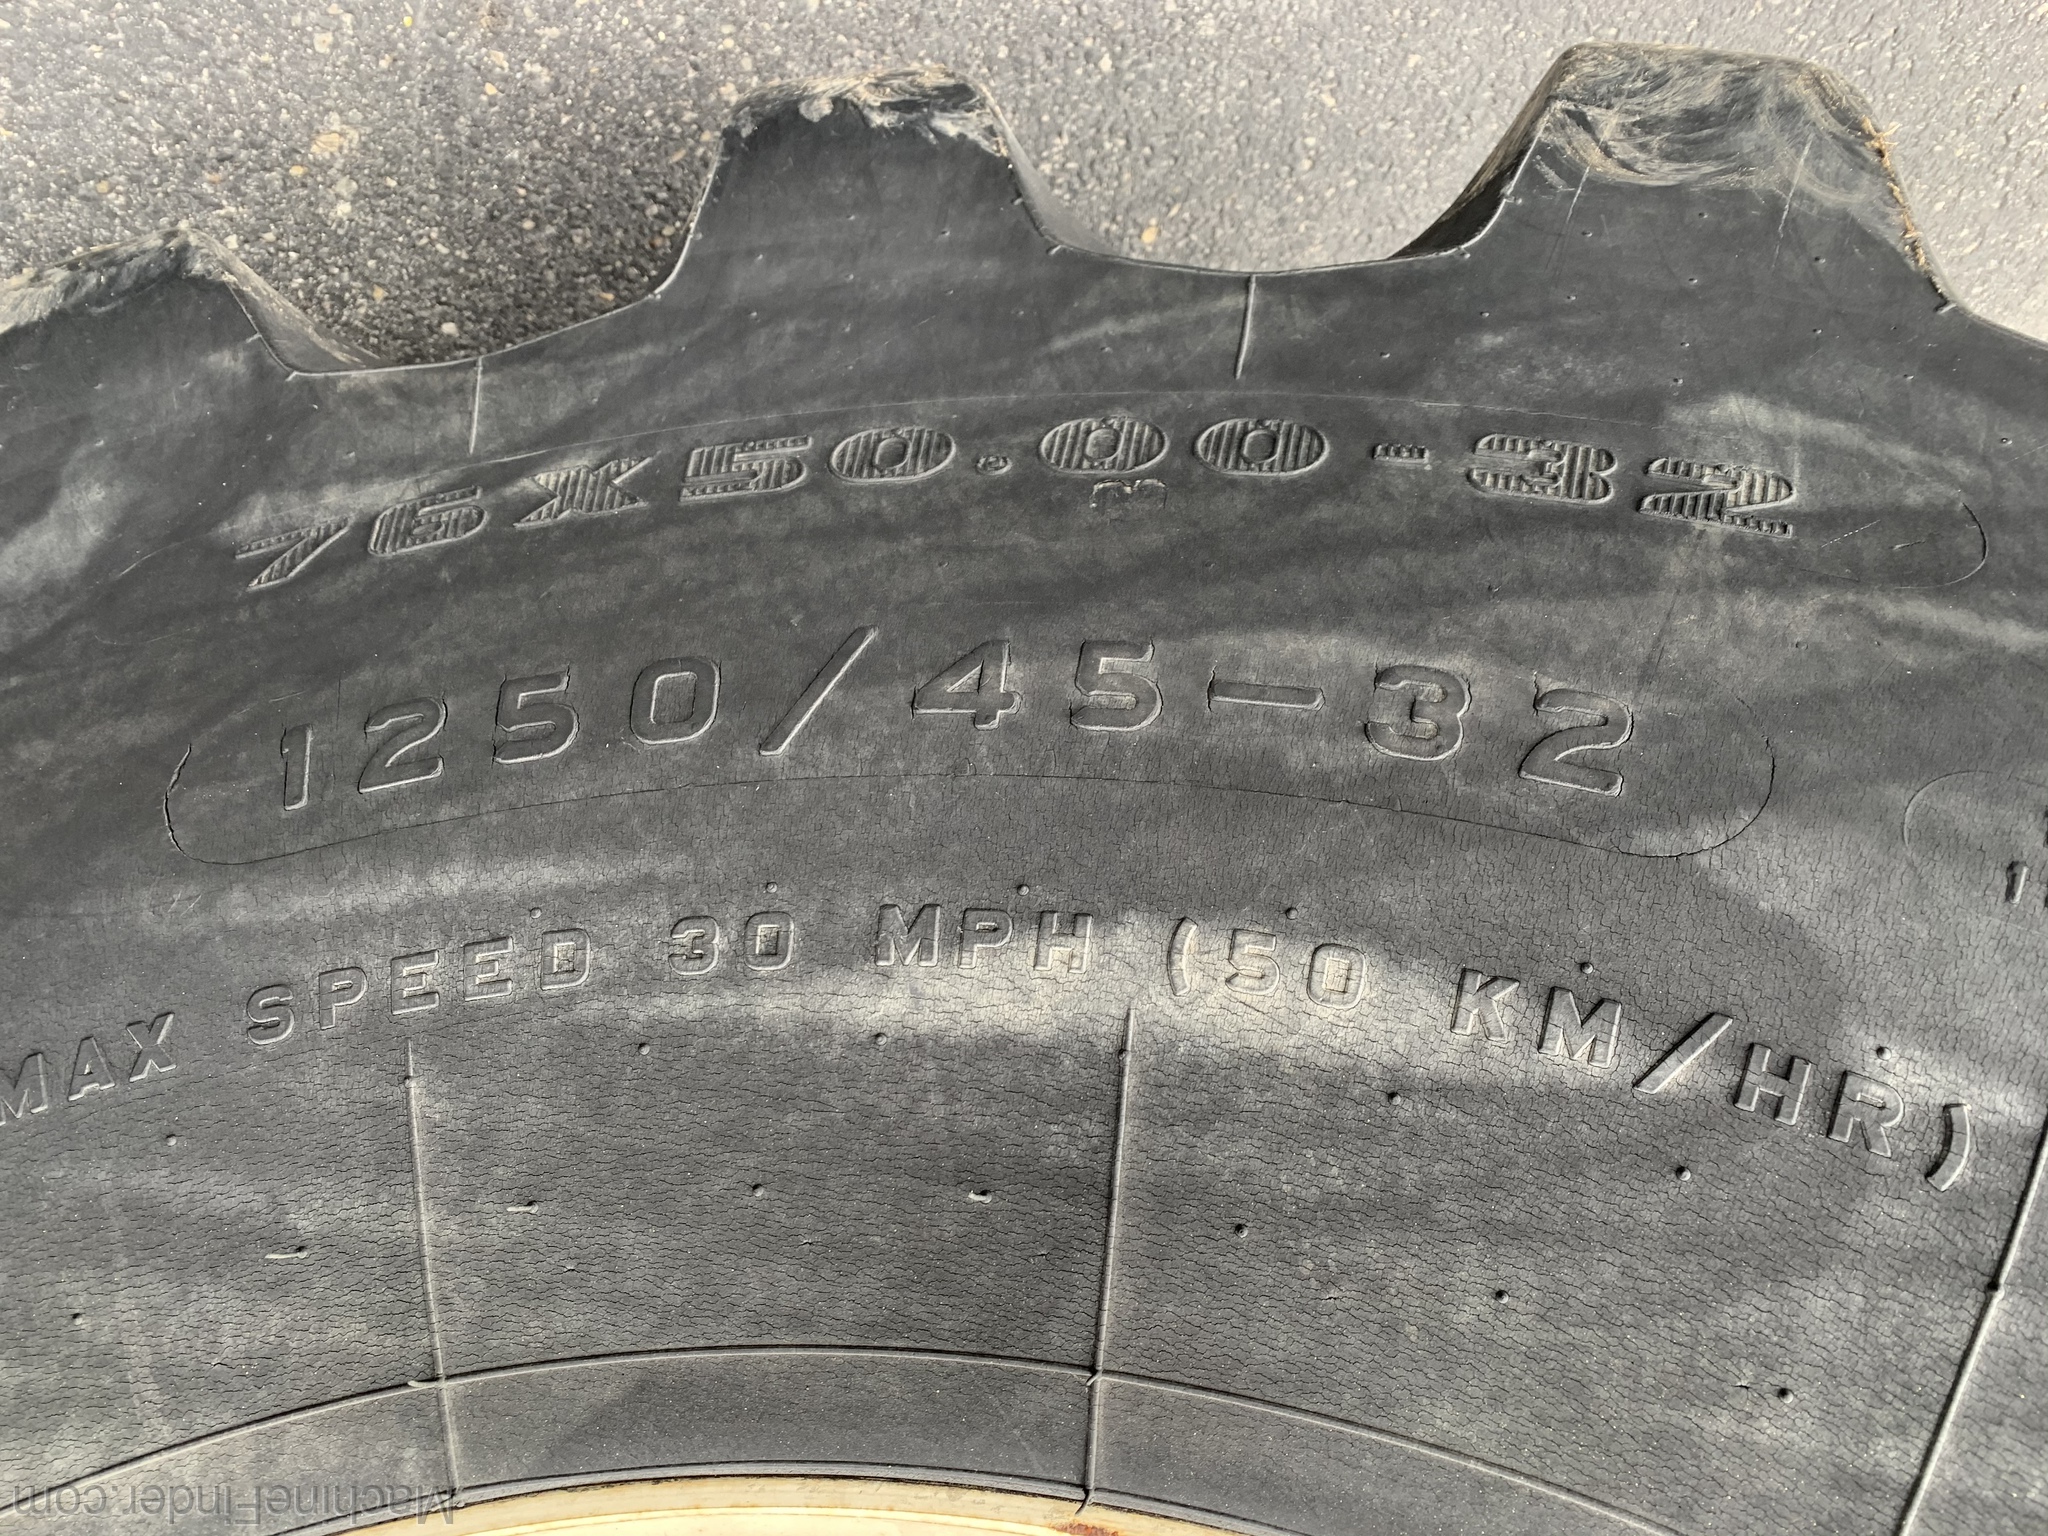 76X50.00-32
B
1250/45-32
MAX SPEED 30 MPH (50 KM/HR)
MachineFinder.com